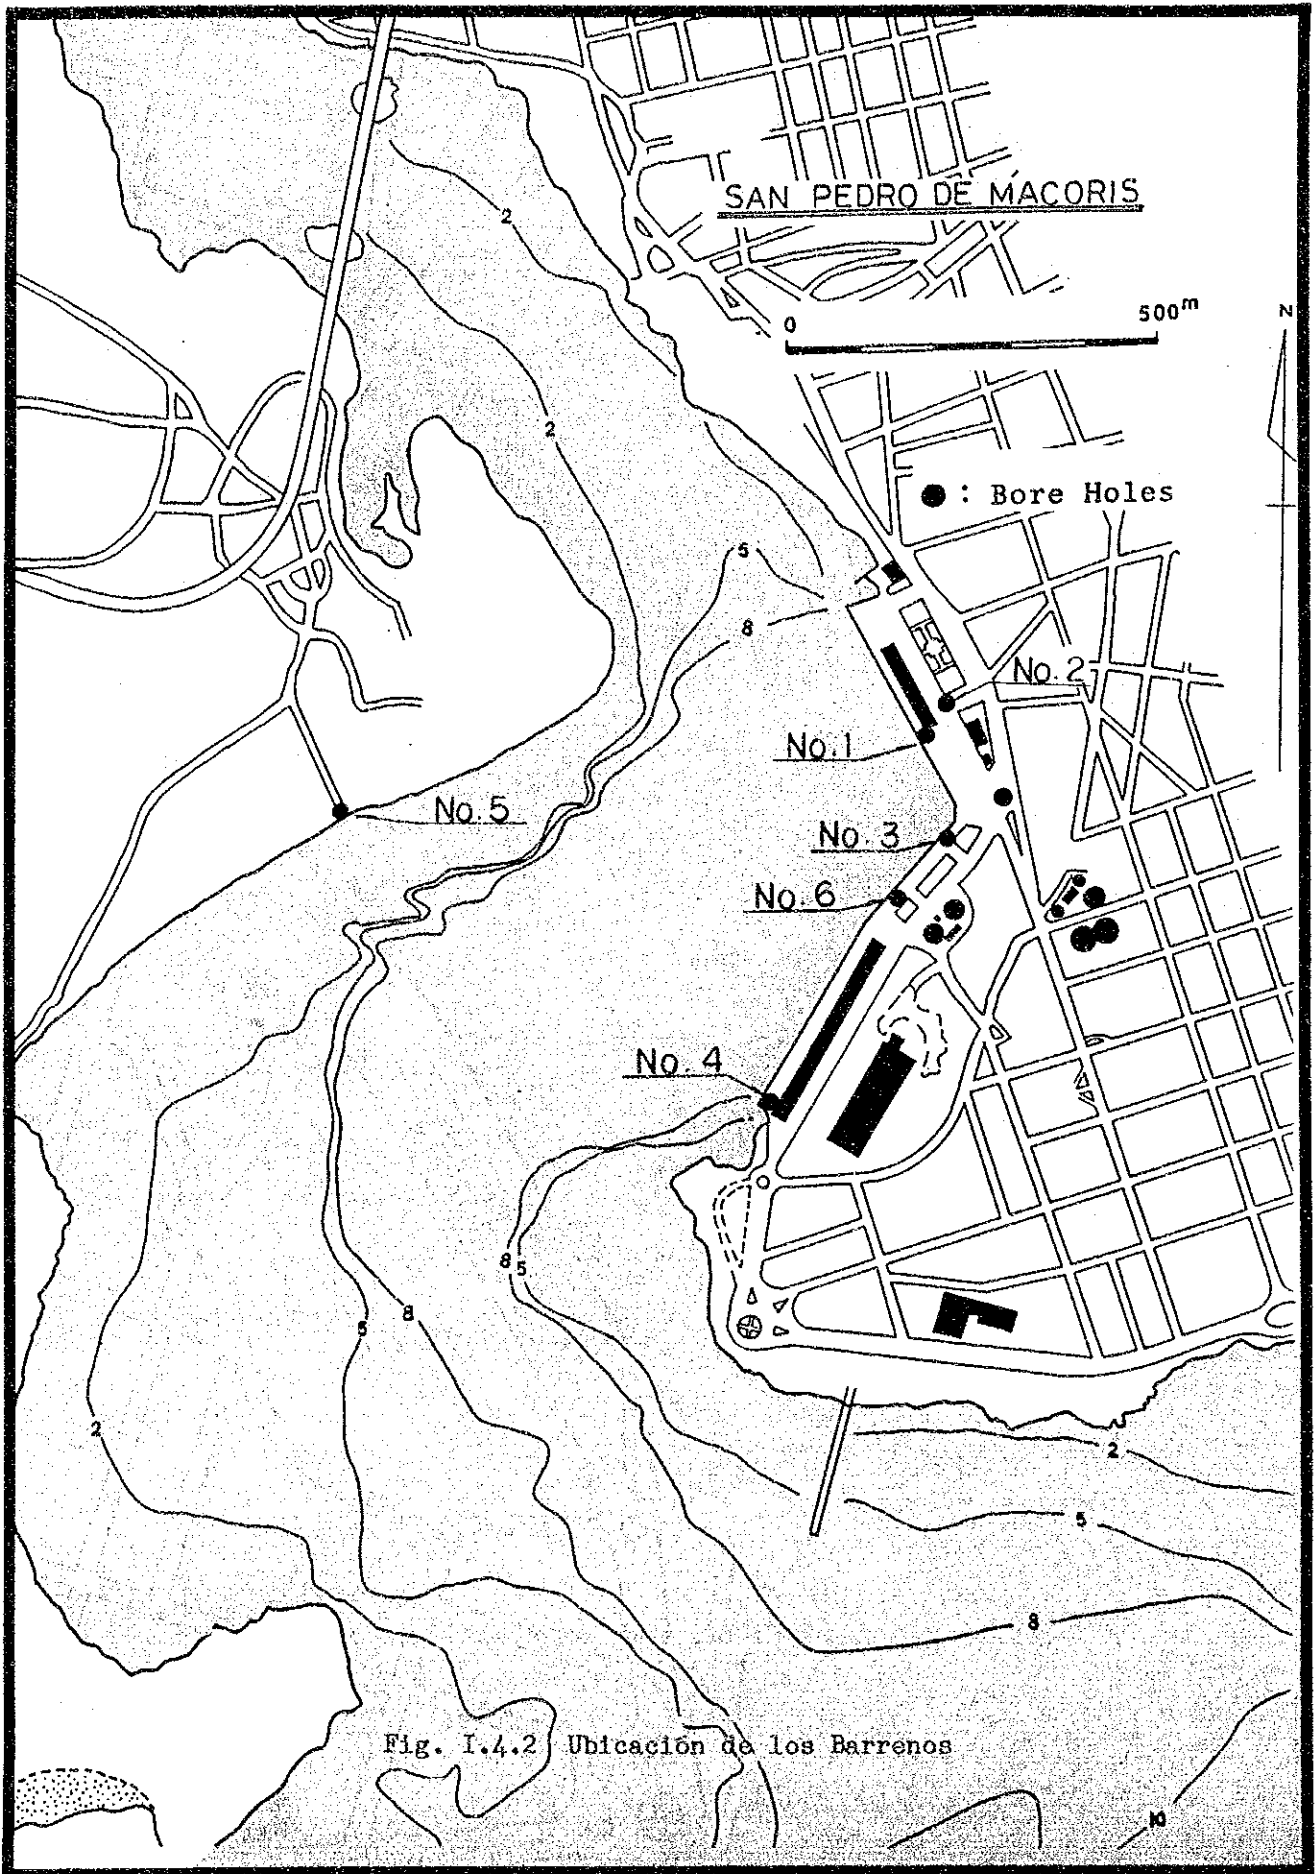 2
SAN PEDRO DE MACORIS
0 500m
N
2
● : Bore Holes
5
8
No. 2
No. 1
No. 5
No. 3
No. 6
No. 4
8 5
8
5
2
2
5
8
Fig. I.4.2 Ubicación de los Barrenos
10